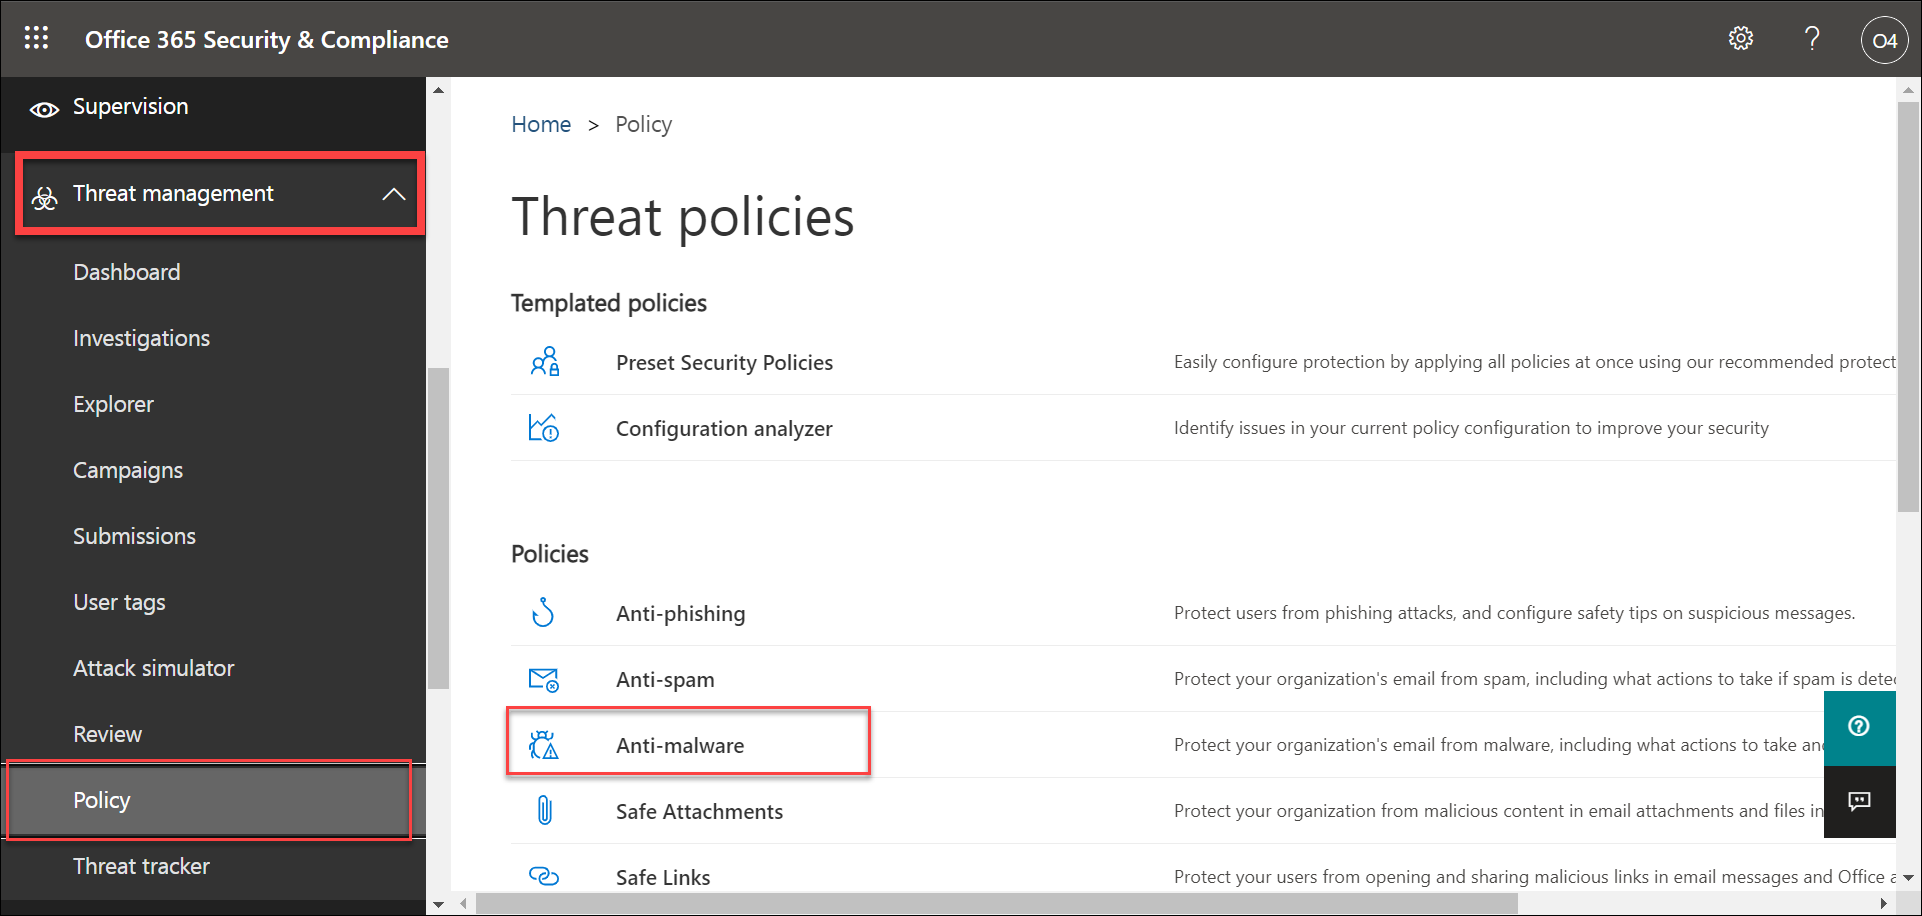 Office 365 Security & Compliance
?
O4
Supervision
Threat management
Dashboard
Investigations
Explorer
Campaigns
Submissions
User tags
Attack simulator
Review
Policy
Threat tracker
Home > Policy
Threat policies
Templated policies
Preset Security Policies Easily configure protection by applying all policies at once using our recommended protect
Configuration analyzer Identify issues in your current policy configuration to improve your security
Policies
Anti-phishing Protect users from phishing attacks, and configure safety tips on suspicious messages.
Anti-spam Protect your organization's email from spam, including what actions to take if spam is dete
Anti-malware Protect your organization's email from malware, including what actions to take an
Safe Attachments Protect your organization from malicious content in email attachments and files in
Safe Links Protect your users from opening and sharing malicious links in email messages and Office a